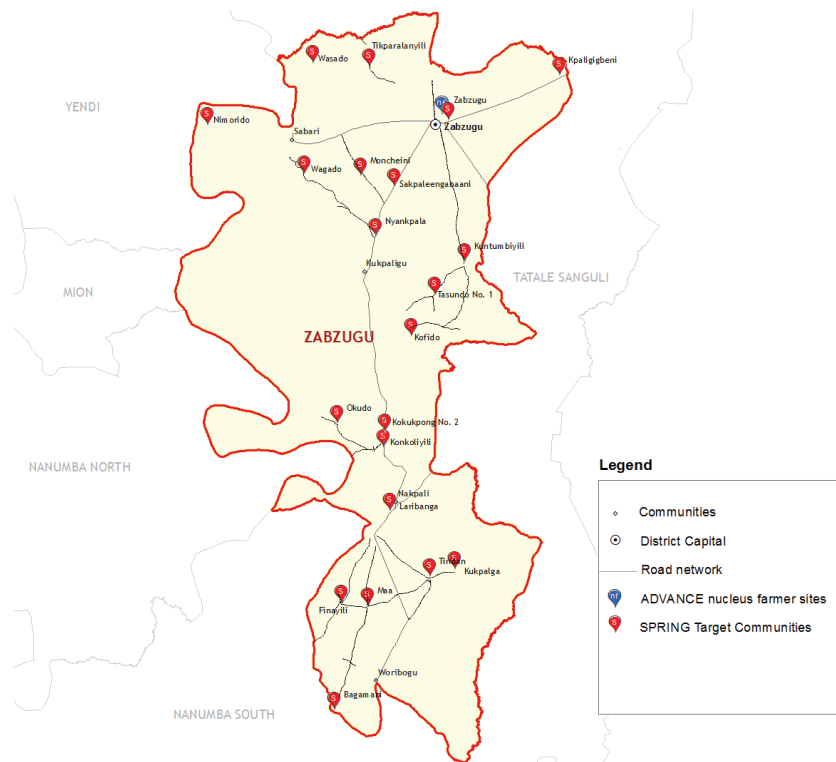 Tikparalanyili
Wasado
Kpaligigbeni
YENDI
nf
Zabzugu
Nimorido
Zabzugu
Sabari
Moncheini
Wagado
Sakpaleengabaani
Nyankpala
Kuntumbiyili
Kukpaligu
TATALE SANGULI
MION
Tasundo No. 1
ZABZUGU
Kofido
Okudo
Kokukpong No. 2
Konkoliyili
NANUMBA NORTH
Nakpali
Laribanga
Tindan
Kukpalga
Maa
Finayili
Woribogu
Bagamani
NANUMBA SOUTH
Legend
Communities
District Capital
Road network
nf ADVANCE nucleus farmer sites
S SPRING Target Communities